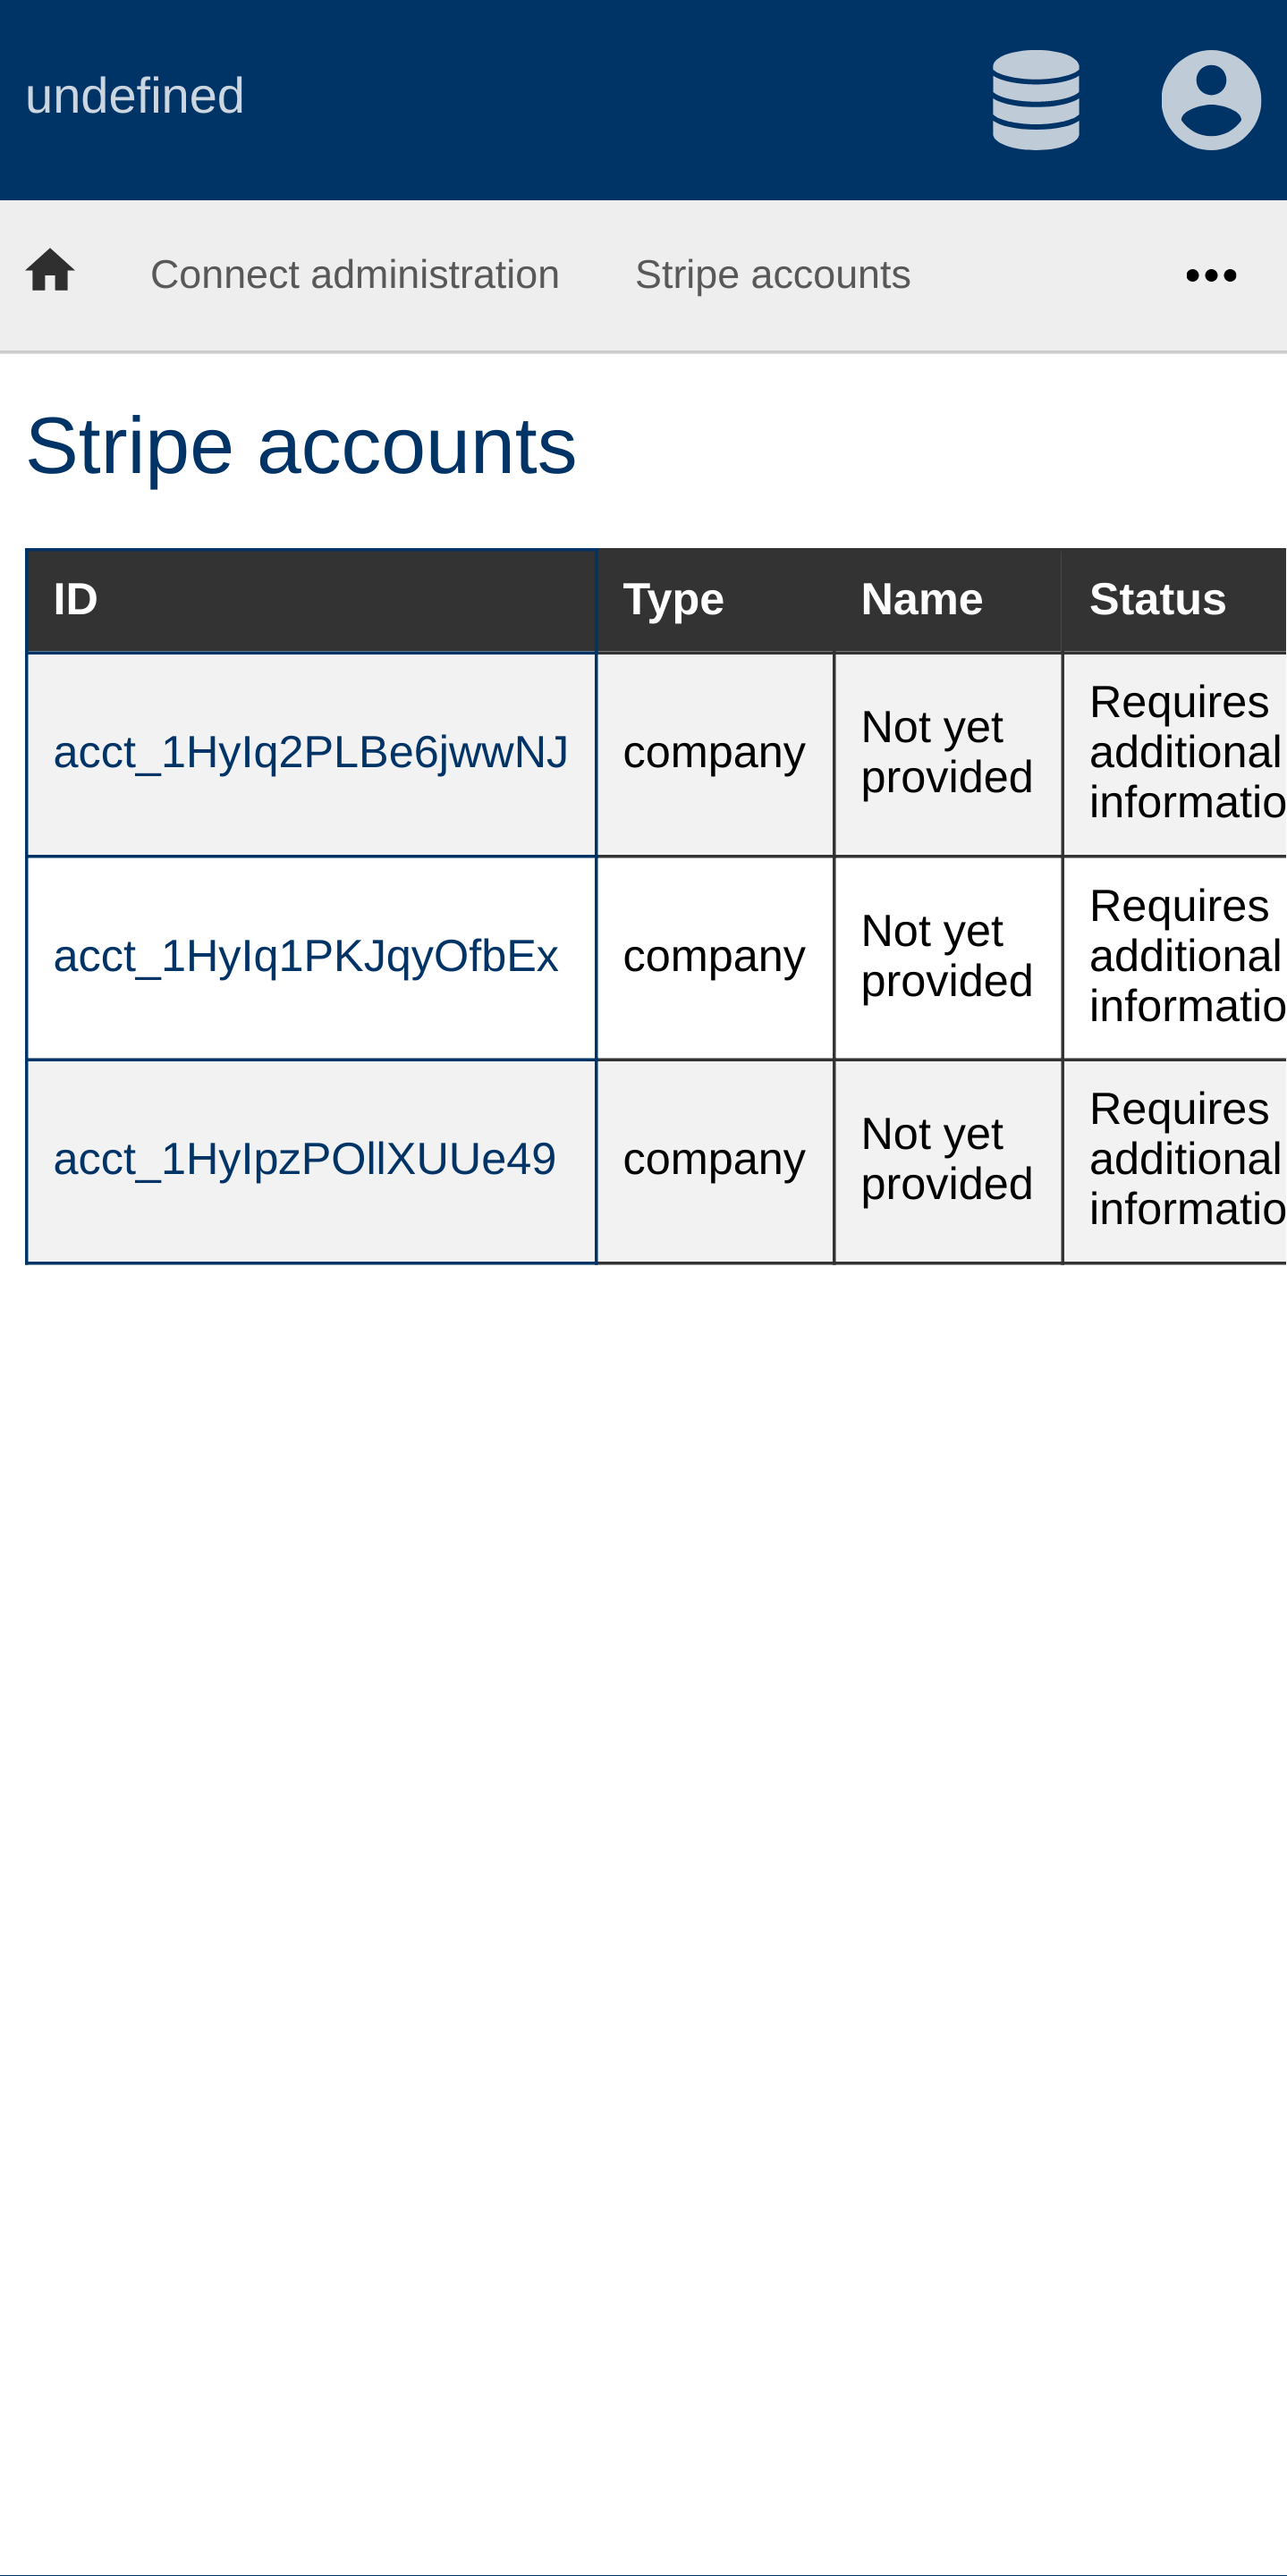 undefined
Connect administration Stripe accounts
Stripe accounts
ID Type Name Status
acct_1HyIq2PLBe6jwwNJ company Not yet provided Requires additional informatio
acct_1HyIq1PKJqyOfbEx company Not yet provided Requires additional informatio
acct_1HyIpzPOllXUUe49 company Not yet provided Requires additional informatio